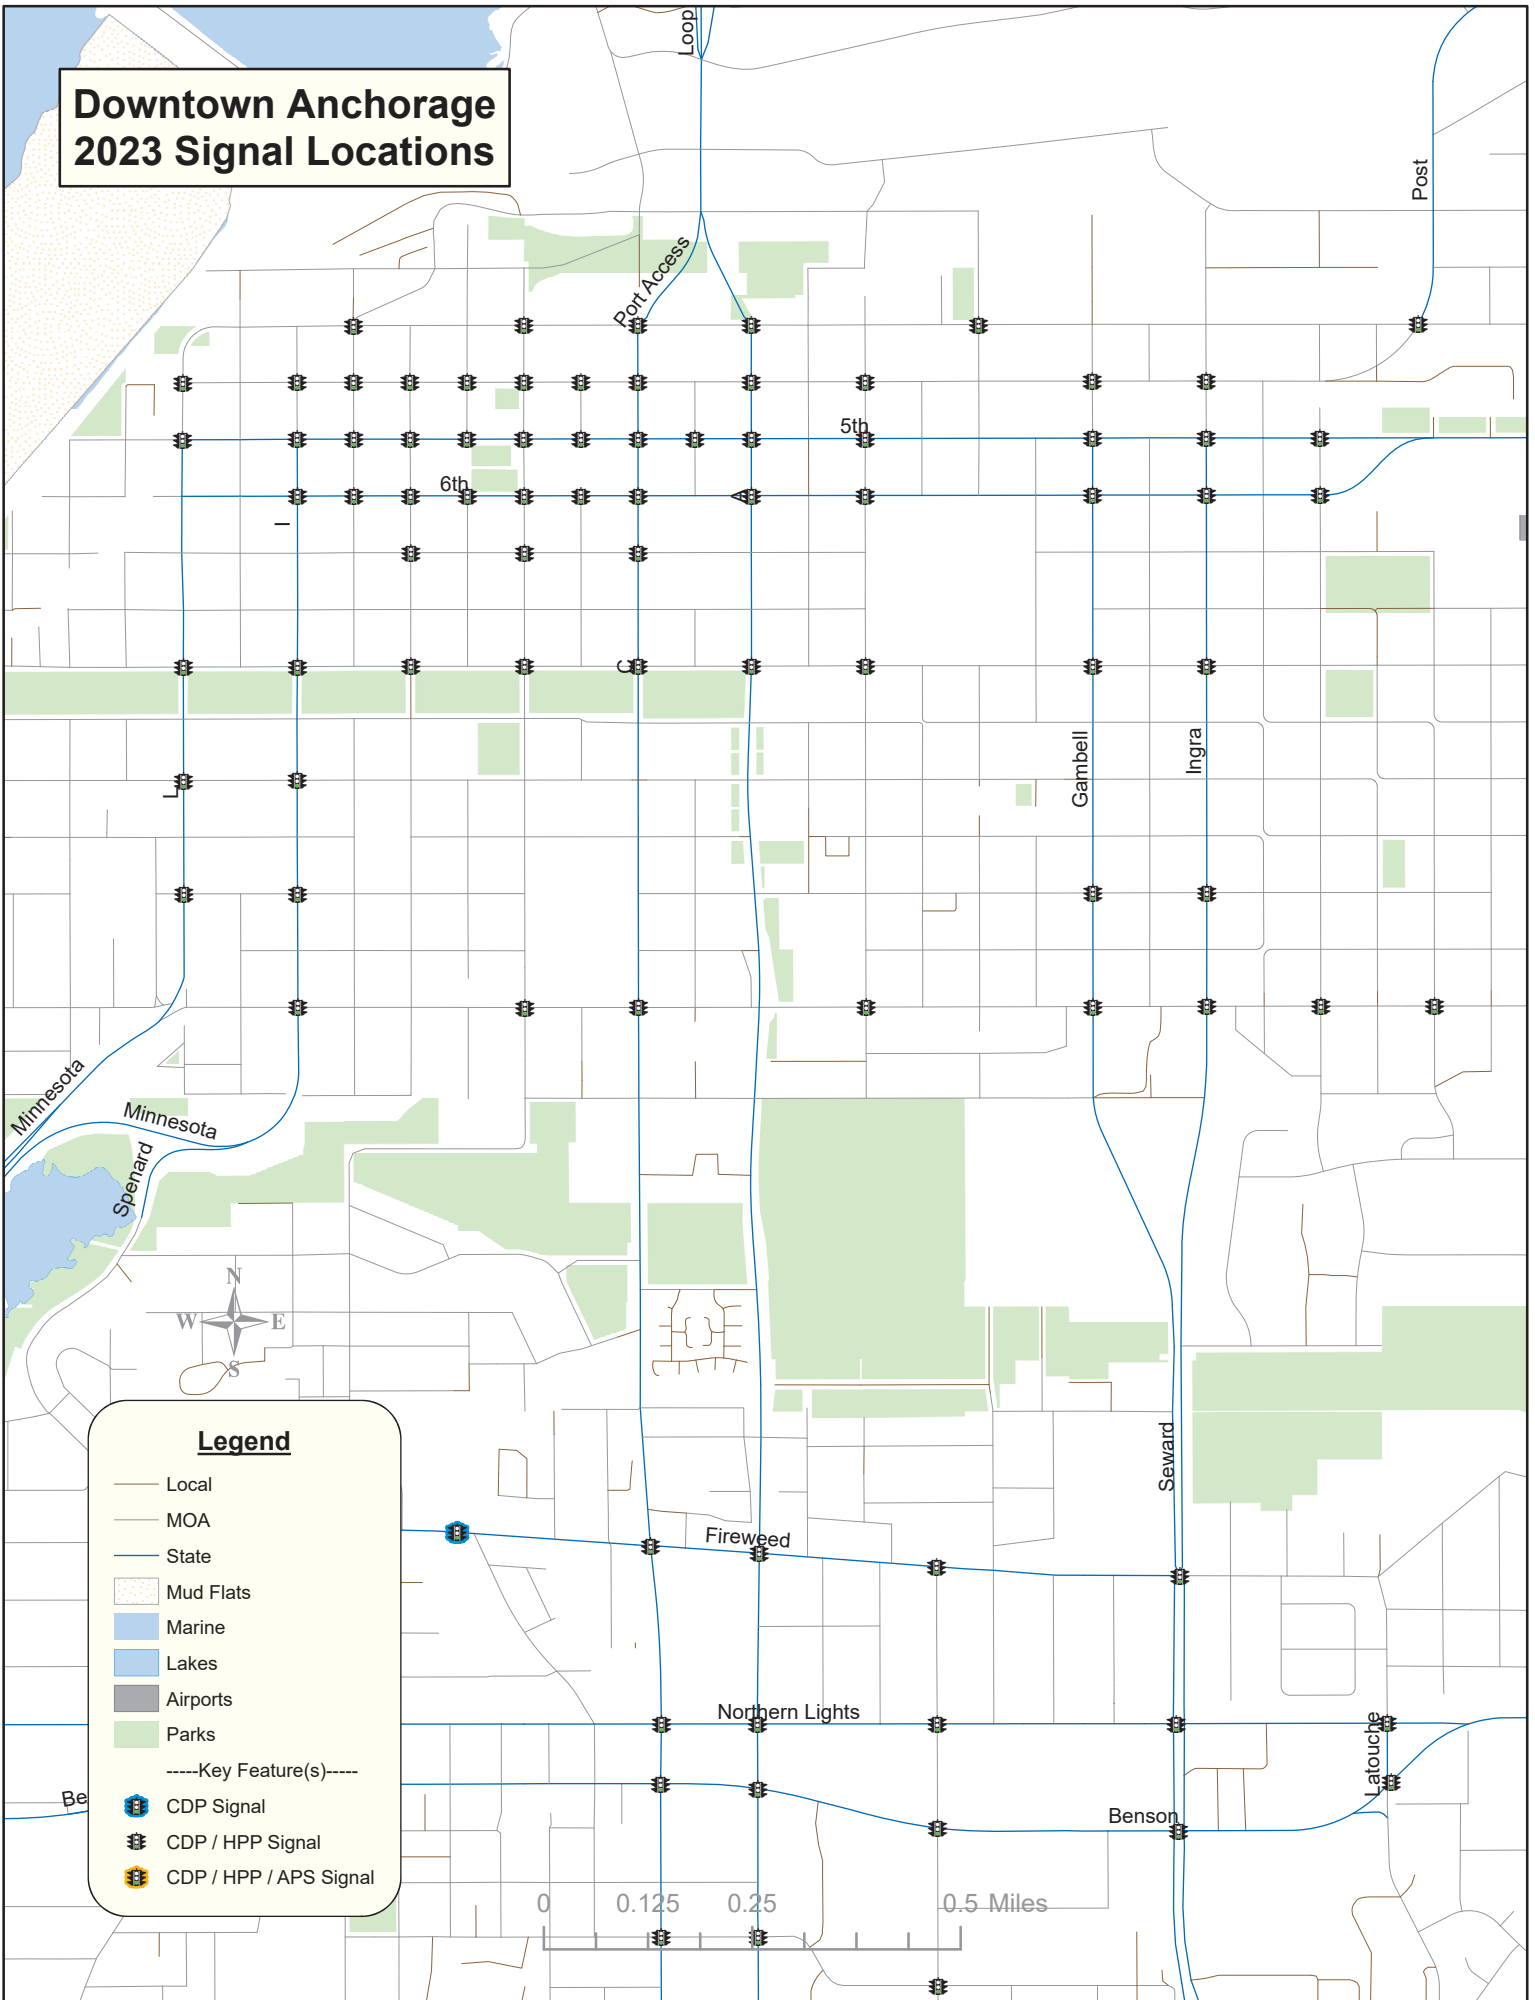 Loop
Downtown Anchorage
2023 Signal Locations
Post
Port Access
5th
6th
A
I
C
Gambell
Ingra
L
Minnesota
Minnesota
Spenard
N
W
E
S
Seward
Legend
Local
MOA
State
Mud Flats
Marine
Lakes
Airports
Parks
-----Key Feature(s)-----
CDP Signal
CDP / HPP Signal
CDP / HPP / APS Signal
Fireweed
Northern Lights
Latouche
Be
Benson
0 0.125 0.25 0.5 Miles